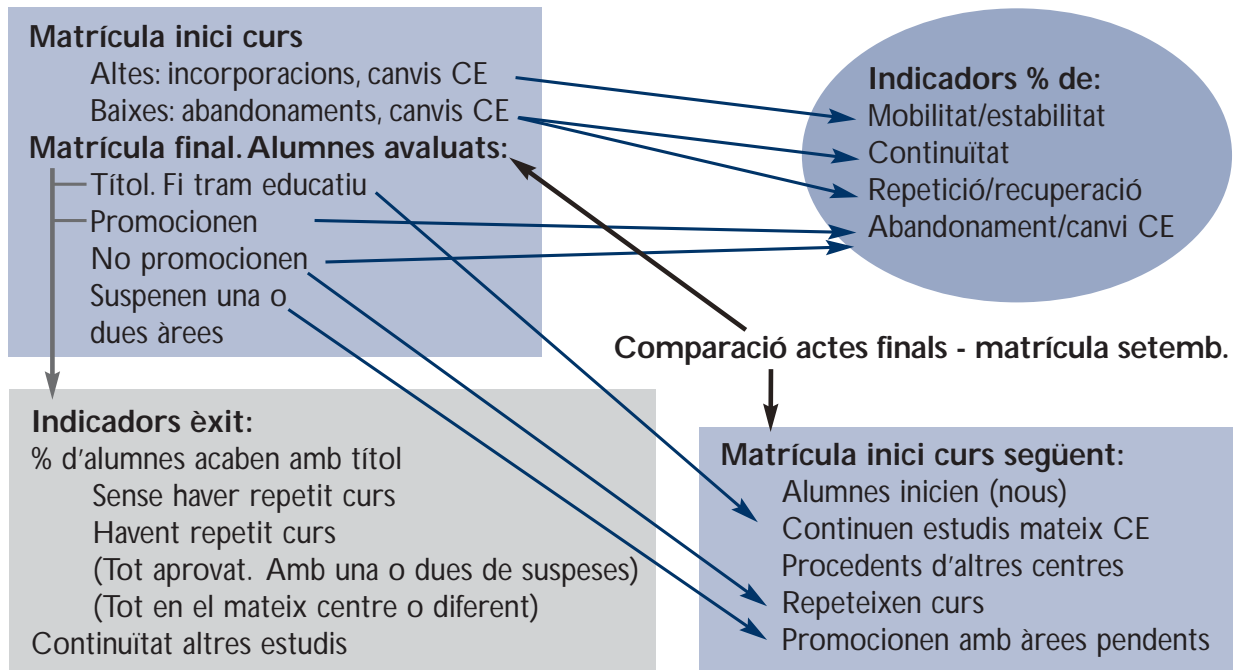 Matrícula inici curs
Altes: incorporacions, canvis CE
Baixes: abandonaments, canvis CE
Matrícula final. Alumnes avaluats:
Títol. Fi tram educatiu
Promocionen
No promocionen
Suspenen una o
dues àrees
Indicadors % de:
Mobilitat/estabilitat
Continuïtat
Repetició/recuperació
Abandonament/canvi CE
Comparació actes finals - matrícula setemb.
Indicadors èxit:
% d'alumnes acaben amb títol
Sense haver repetit curs
Havent repetit curs
(Tot aprovat. Amb una o dues de suspeses)
(Tot en el mateix centre o diferent)
Continuïtat altres estudis
Matrícula inici curs següent:
Alumnes inicien (nous)
Continuen estudis mateix CE
Procedents d'altres centres
Repeteixen curs
Promocionen amb àrees pendents